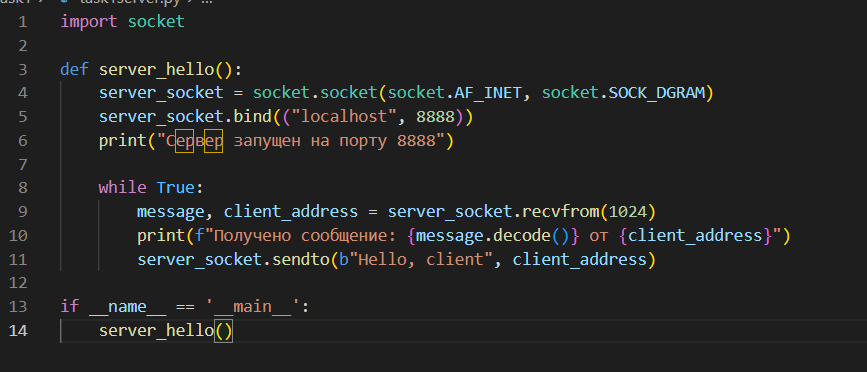 import socket
def server_hello():
server_socket = socket.socket(socket.AF_INET, socket.SOCK_DGRAM)
server_socket.bind(("localhost", 8888))
print("Сервер запущен на порту 8888")
while True:
message, client_address = server_socket.recvfrom(1024)
print(f"Получено сообщение: {message.decode()} от {client_address}")
server_socket.sendto(b"Hello, client", client_address)
if __name__ == '__main__':
server_hello()